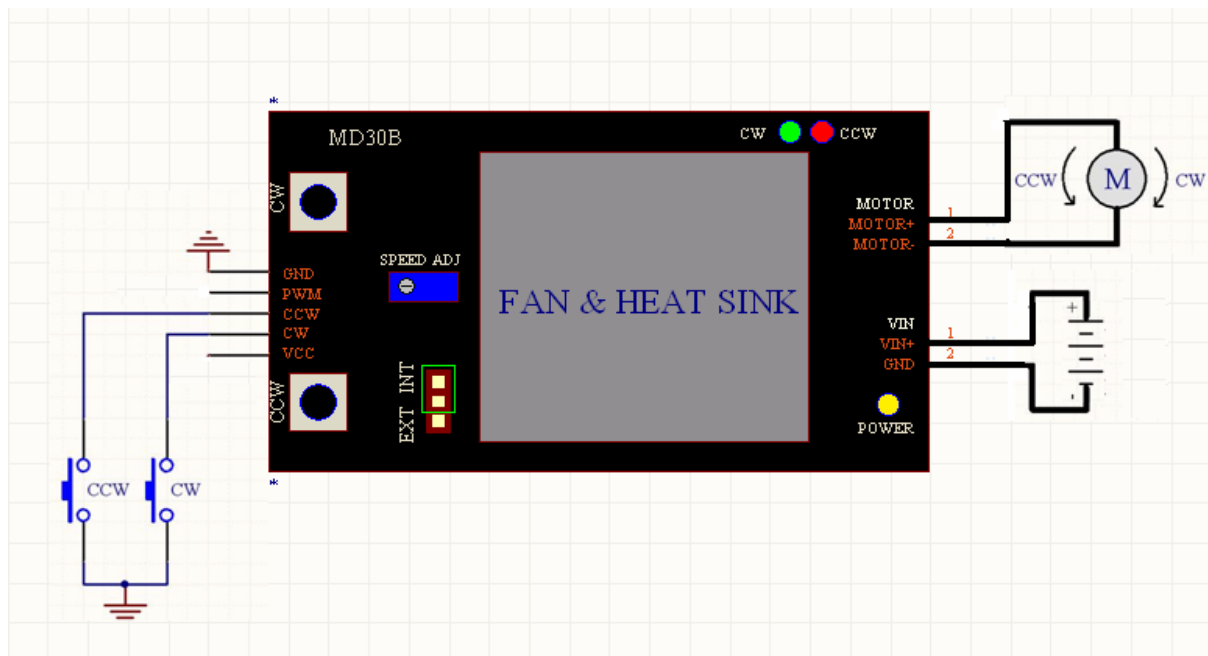 *
MD30B
CW
CCW
CW
GND
PWM
CCW
CW
VCC
CCW
SPEED ADJ
EXT INT
FAN & HEAT SINK
MOTOR
MOTOR+
MOTOR-
1
2
VIN
VIN+
GND
1
2
POWER
CCW
M
CW
+
-
CCW
CW
*